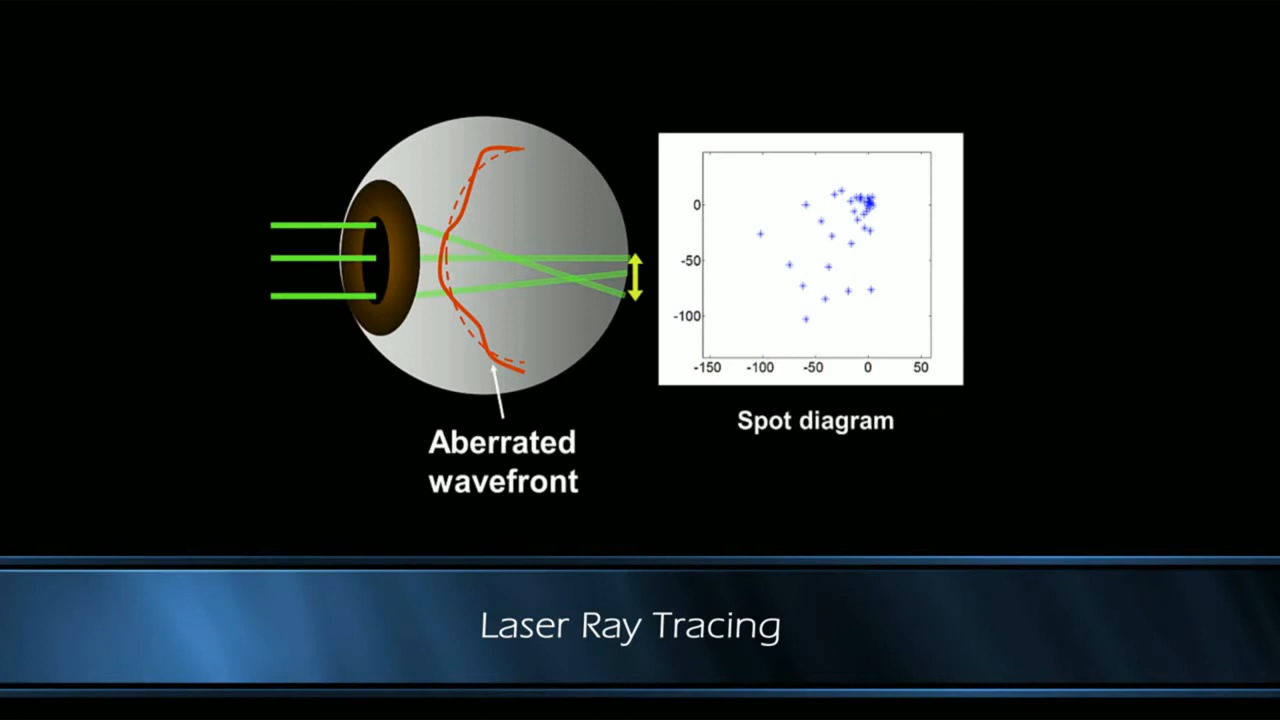 0
-50
-100
-150 -100 -50 0 50
Spot diagram
Aberrated
wavefront
Laser Ray Tracing